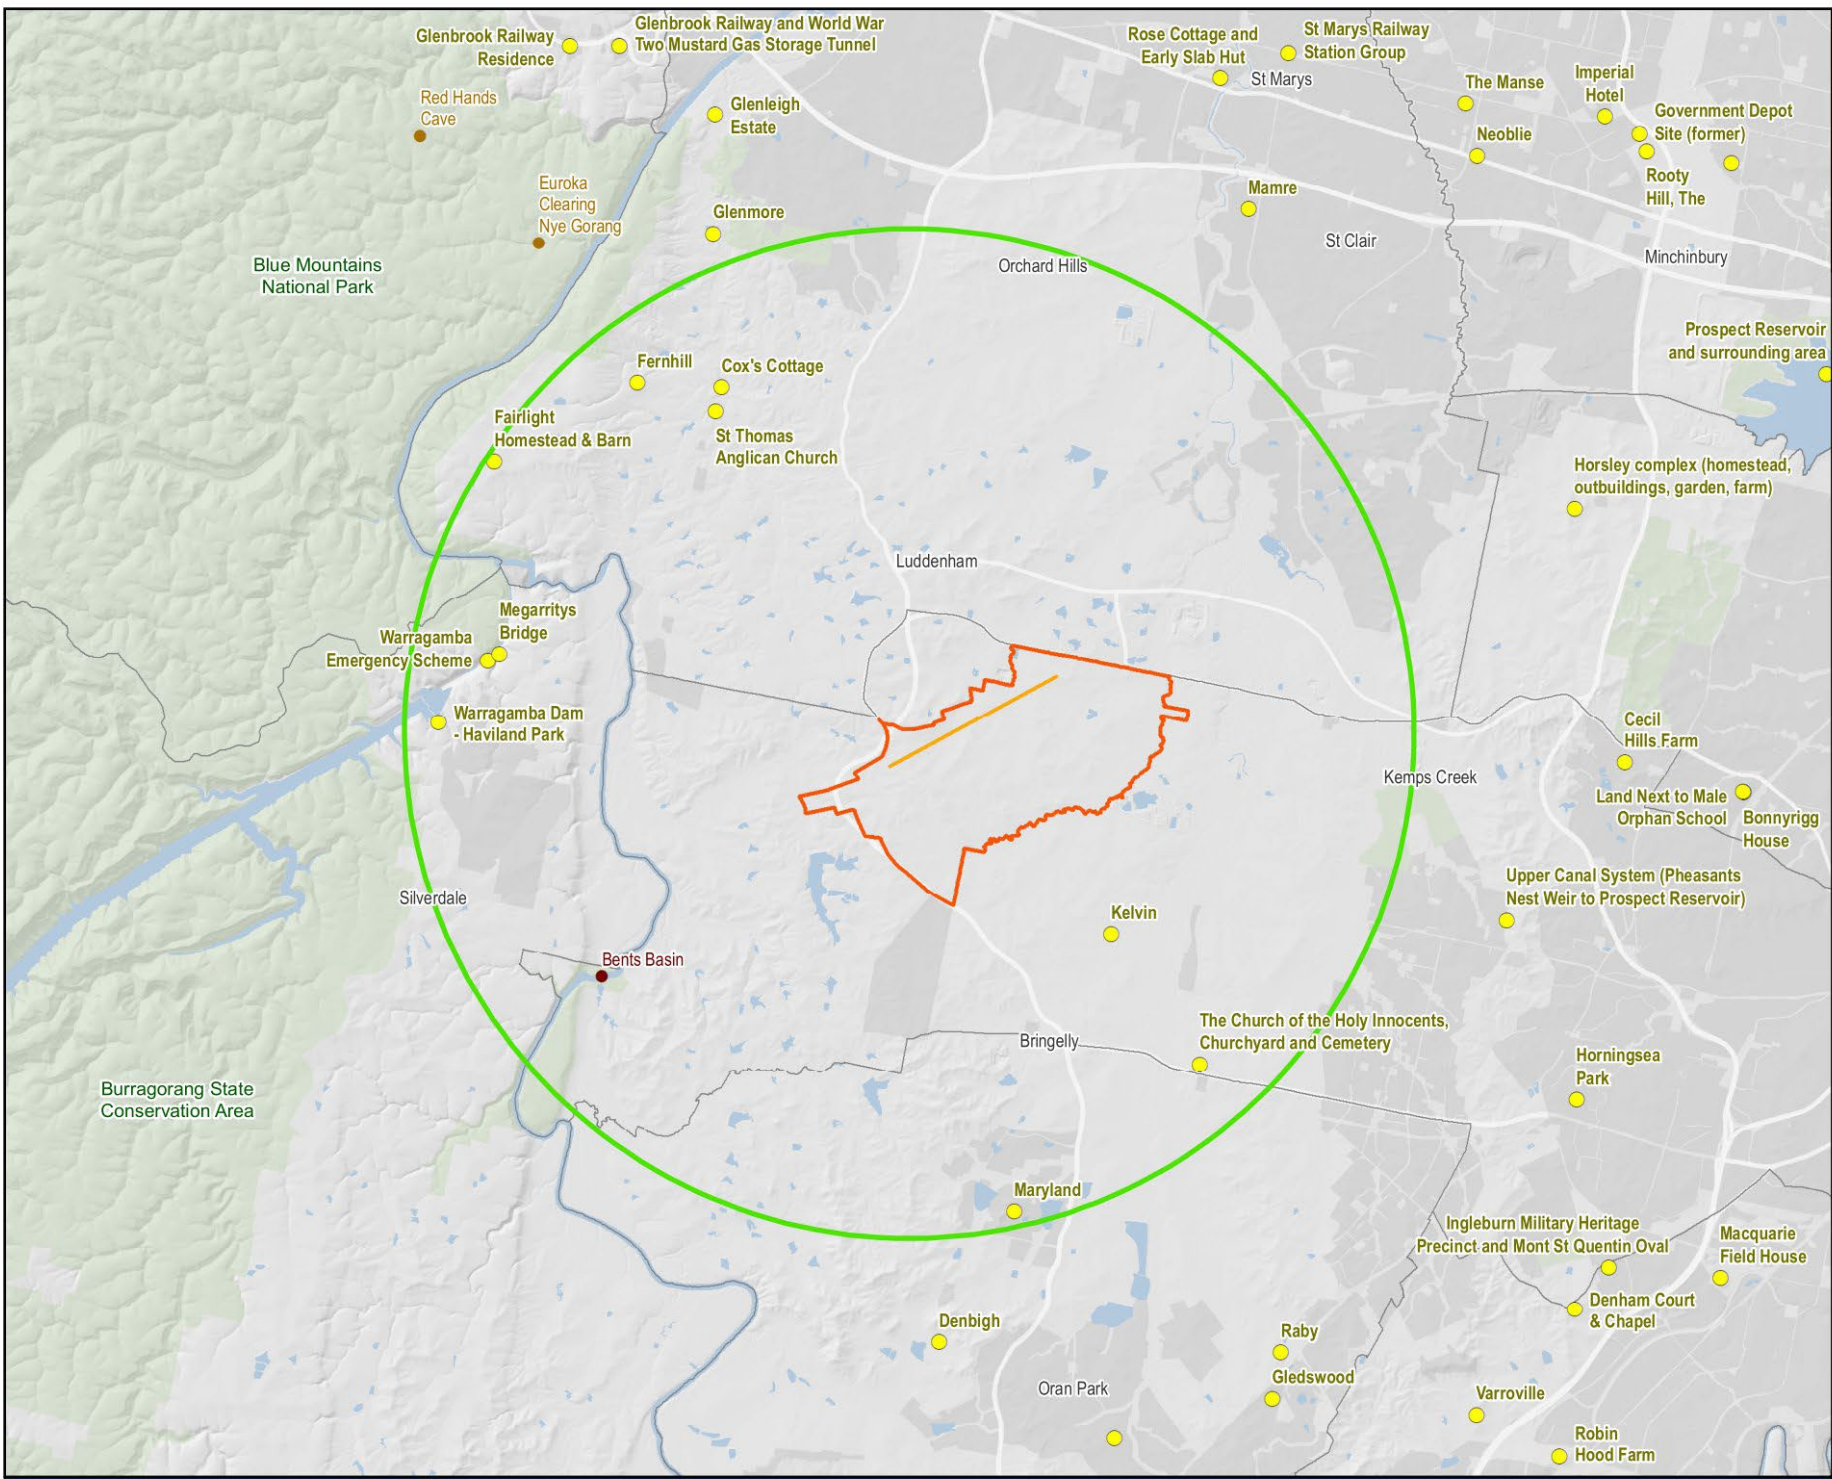 Glenbrook Railway
Residence
Glenbrook Railway and World War
Two Mustard Gas Storage Tunnel
Rose Cottage and
Early Slab Hut
St Marys Railway
Station Group
St Marys
The Manse
Imperial
Hotel
Red Hands
Cave
Glenleigh
Estate
Government Depot
Site (former)
Neoblie
Rooty
Hill, The
Euroka
Clearing
Nye Gorang
Glenmore
Mamre
St Clair
Minchinbury
Blue Mountains
National Park
Orchard Hills
Prospect Reservoir
and surrounding area
Fernhill
Cox's Cottage
Fairlight
Homestead & Barn
St Thomas
Anglican Church
Horsley complex (homestead,
outbuildings, garden, farm)
Luddenham
Megarritys
Bridge
Warragamba
Emergency Scheme
Warragamba Dam
- Haviland Park
Cecil
Hills Farm
Kemps Creek
Land Next to Male
Orphan School
Bonnyrigg
House
Upper Canal System (Pheasants
Nest Weir to Prospect Reservoir)
Silverdale
Kelvin
Bents Basin
The Church of the Holy Innocents,
Churchyard and Cemetery
Bringelly
Horningsea
Park
Burragorang State
Conservation Area
Maryland
Ingleburn Military Heritage
Precinct and Mont St Quentin Oval
Macquarie
Field House
Denham Court
& Chapel
Denbigh
Raby
Gledswood
Oran Park
Varroville
Robin
Hood Farm